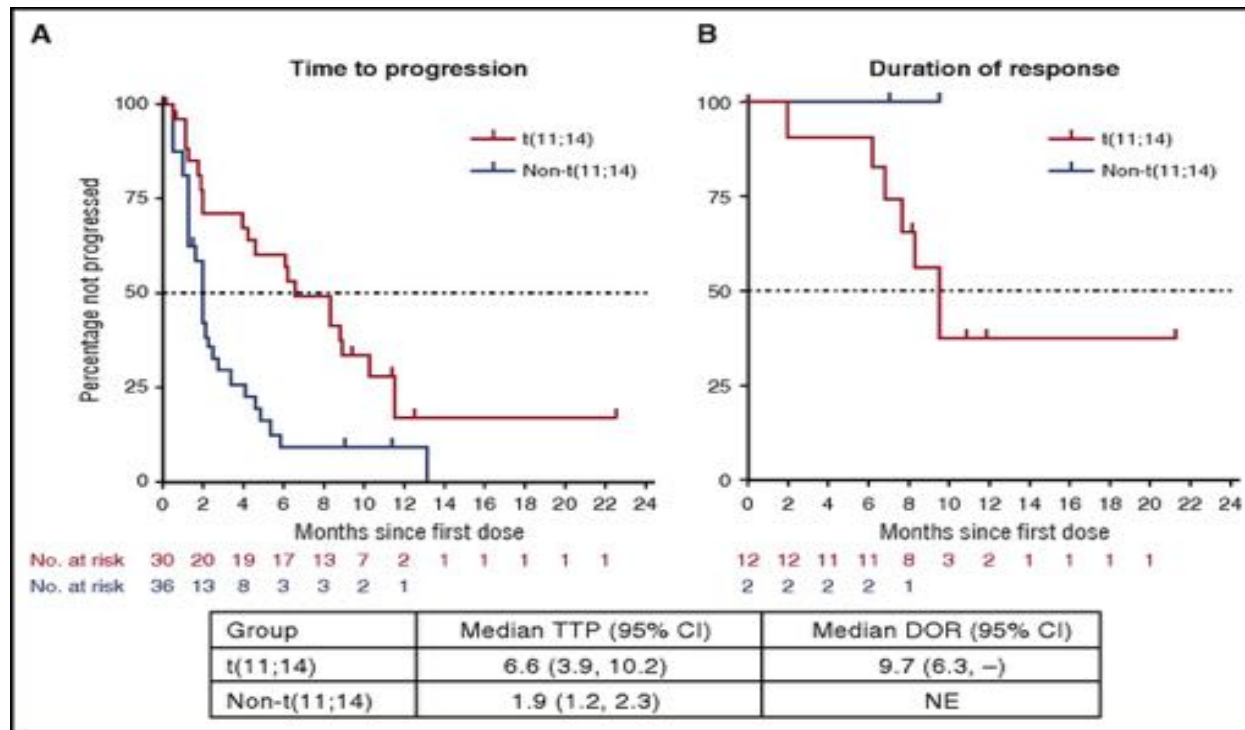 A
Time to progression
Percentage not progressed
100
75
50
25
0
t(11;14)
Non-t(11;14)
0 2 4 6 8 10 12 14 16 18 20 22 24
Months since first dose
No. at risk 30 20 19 17 13 7 2 1 1 1 1 1
No. at risk 36 13 8 3 3 2 1
B
Duration of response
100
75
50
25
0
t(11;14)
Non-t(11;14)
0 2 4 6 8 10 12 14 16 18 20 22 24
Months since first dose
12 12 11 11 8 3 2 1 1 1 1
2 2 2 2 1
Group Median TTP (95% CI) Median DOR (95% CI)
t(11;14) 6.6 (3.9, 10.2) 9.7 (6.3, –)
Non-t(11;14) 1.9 (1.2, 2.3) NE